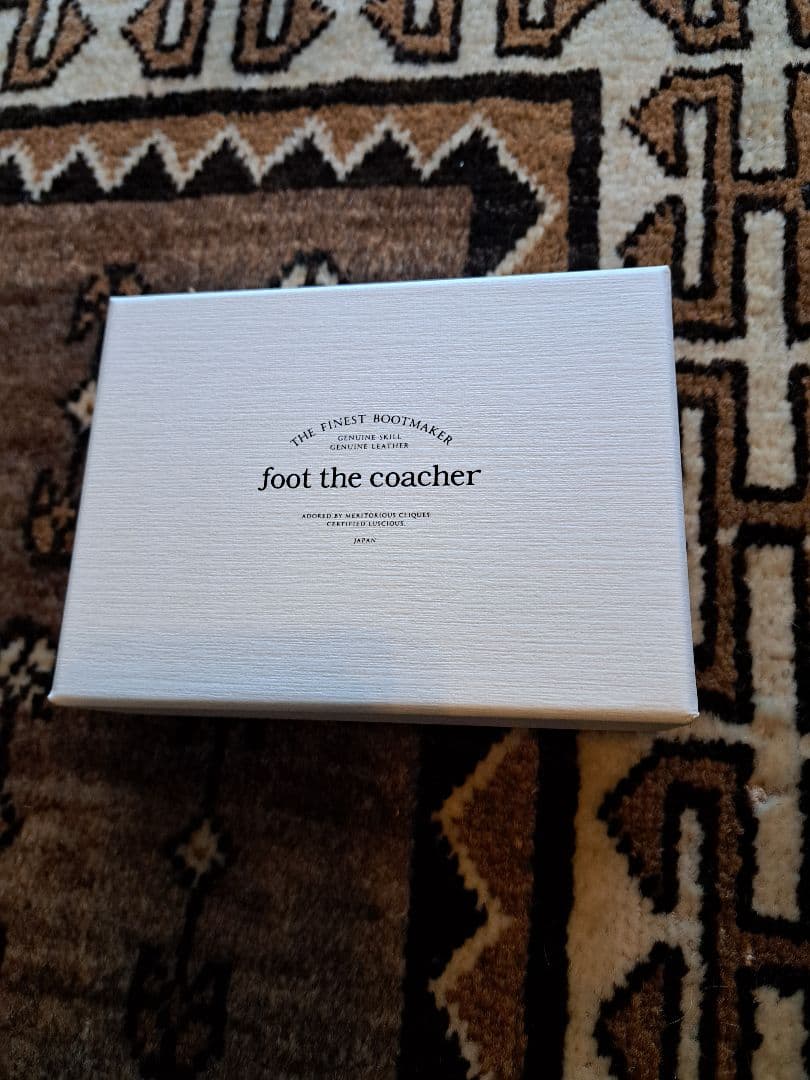 THE FINEST BOOTMAKER
GENUINE SKILL
GENUINE LEATHER
foot the coacher
ADORED BY MERITORIOUS CLIQUES
CERTIFIED LUSCIOUS.
JAPAN